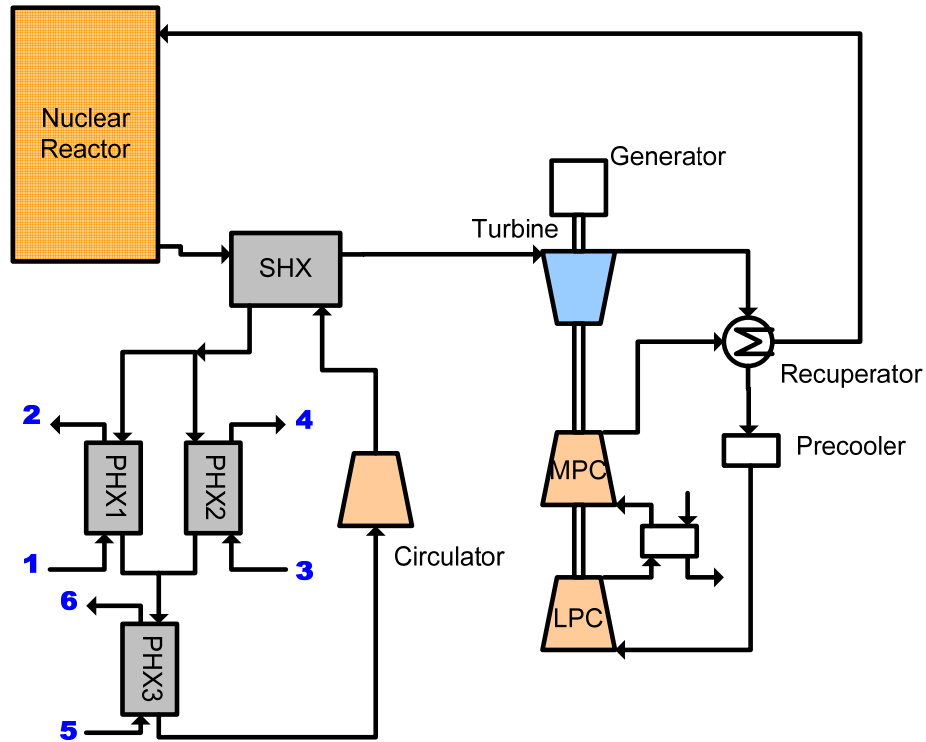 Nuclear
Reactor
Generator
Turbine
SHX
Recuperator
2
4
Precooler
PHX1
PHX2
MPC
1
3
Circulator
6
LPC
PHX3
5